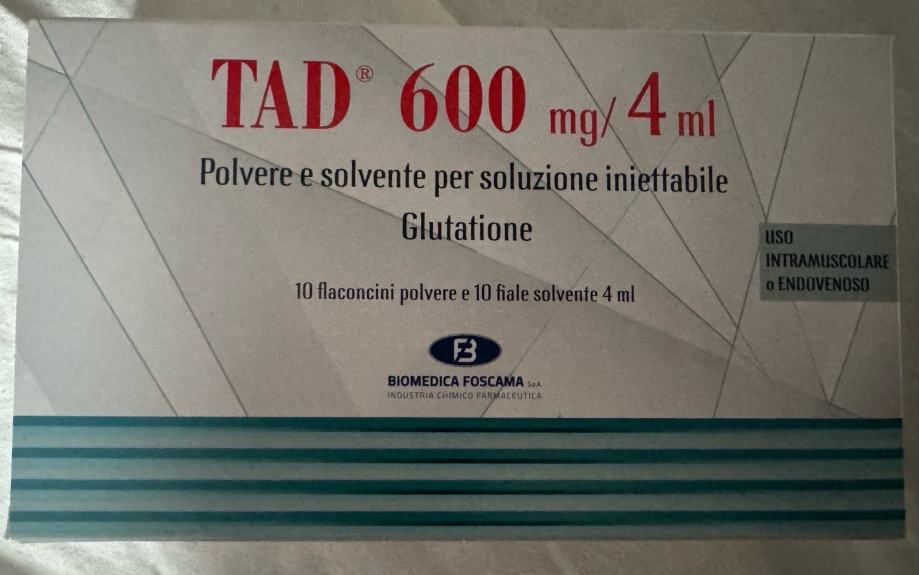 TAD® 600 mg/4 ml
Polvere e solvente per soluzione iniettabile
Glutatione
USO
INTRAMUSCOLARE
o ENDOVENOSO
10 flaconcini polvere e 10 fiale solvente 4 ml
BIOMEDICA FOSCAMA SpA
INDUSTRIA CHIMICO FARMACEUTICA